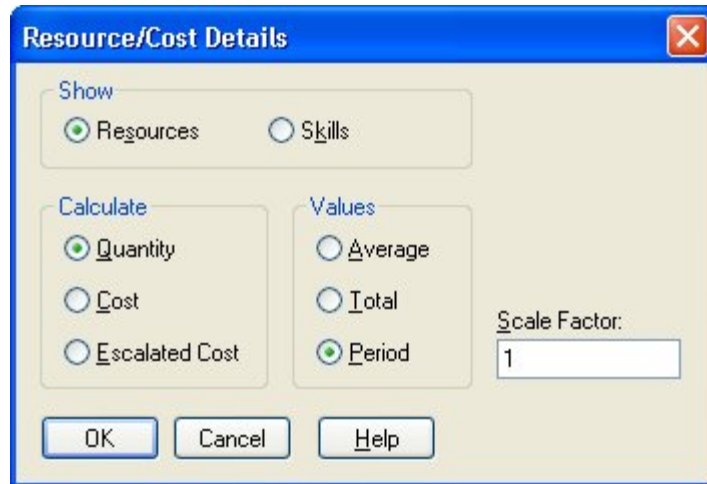 Resource/Cost Details
Show
Resources
Skills
Calculate
Quantity
Cost
Escalated Cost
Values
Average
Total
Period
Scale Factor:
1
OK
Cancel
Help